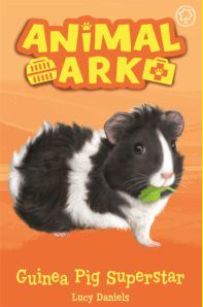 ANIMAL
ARK
Guinea Pig Superstar
Lucy Daniels